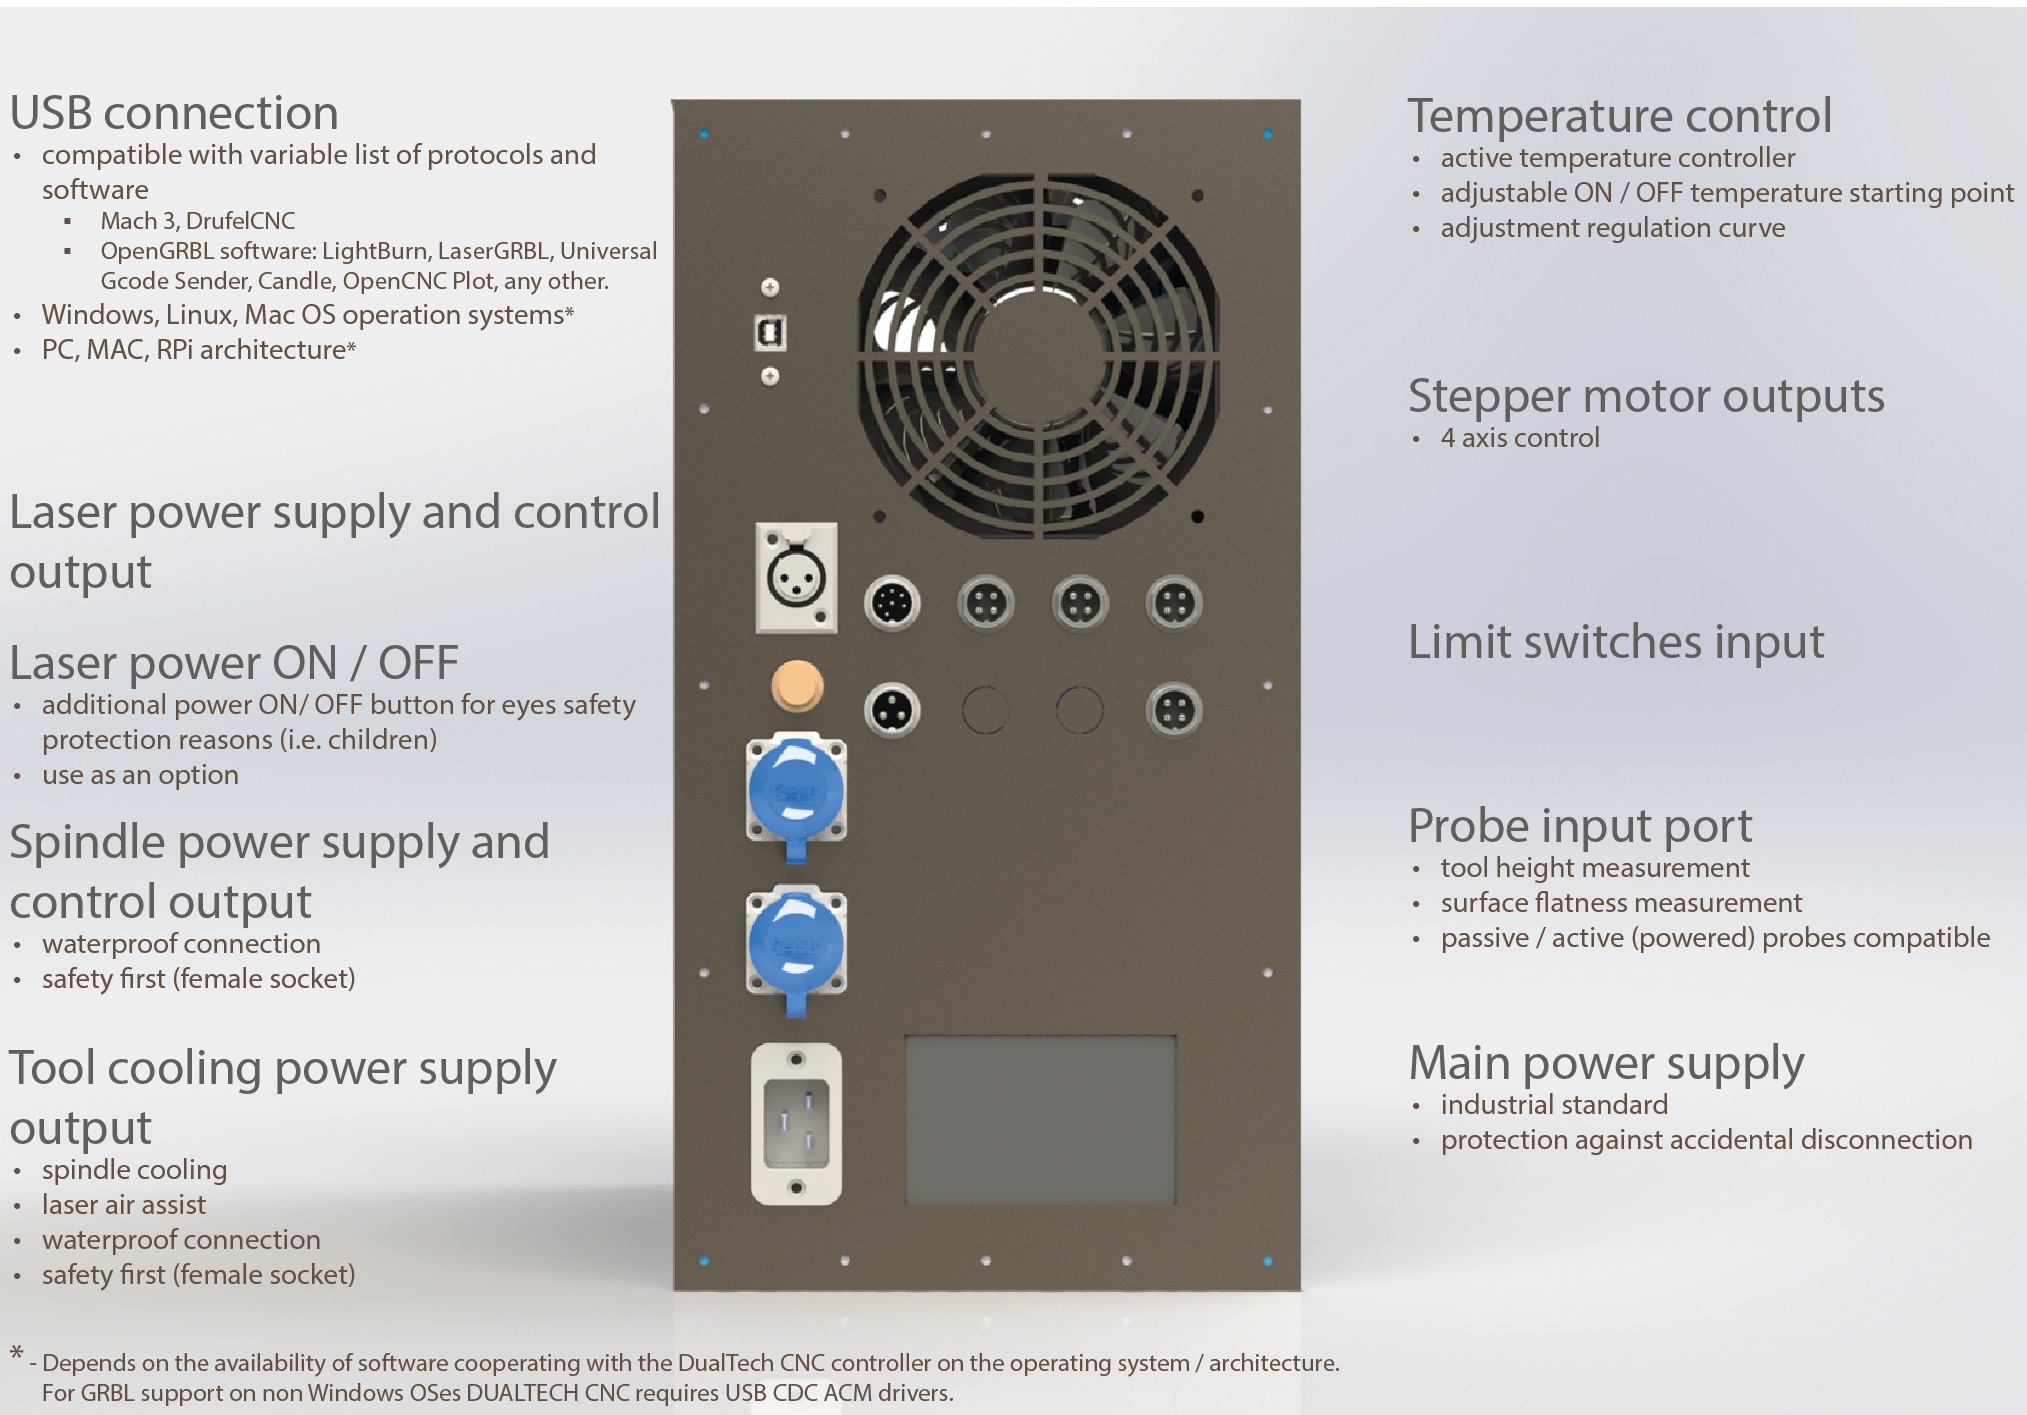 USB connection
• compatible with variable list of protocols and
software
▪ Mach 3, DrufelCNC
▪ OpenGRBL software: LightBurn, LaserGRBL, Universal
Gcode Sender, Candle, OpenCNC Plot, any other.
• Windows, Linux, Mac OS operation systems*
• PC, MAC, RPi architecture*
Laser power supply and control
output
Laser power ON / OFF
• additional power ON/ OFF button for eyes safety
protection reasons (i.e. children)
• use as an option
Spindle power supply and
control output
• waterproof connection
• safety first (female socket)
Tool cooling power supply
output
• spindle cooling
• laser air assist
• waterproof connection
• safety first (female socket)
Temperature control
• active temperature controller
• adjustable ON / OFF temperature starting point
• adjustment regulation curve
Stepper motor outputs
• 4 axis control
Limit switches input
Probe input port
• tool height measurement
• surface flatness measurement
• passive / active (powered) probes compatible
Main power supply
• industrial standard
• protection against accidental disconnection
* - Depends on the availability of software cooperating with the DualTech CNC controller on the operating system / architecture.
For GRBL support on non Windows OSes DUALTECH CNC requires USB CDC ACM drivers.